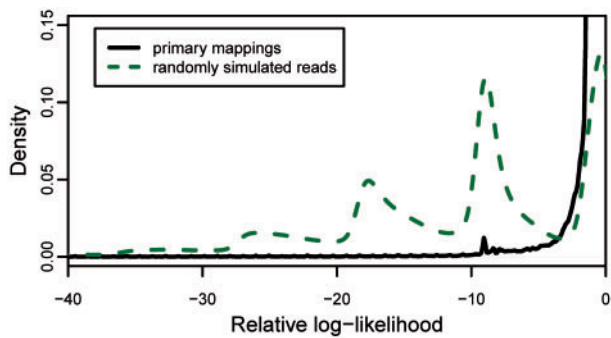 0.15
0.10
0.05
0.00
Density
primary mappings
randomly simulated reads
−40 −30 −20 −10 0
Relative log−likelihood